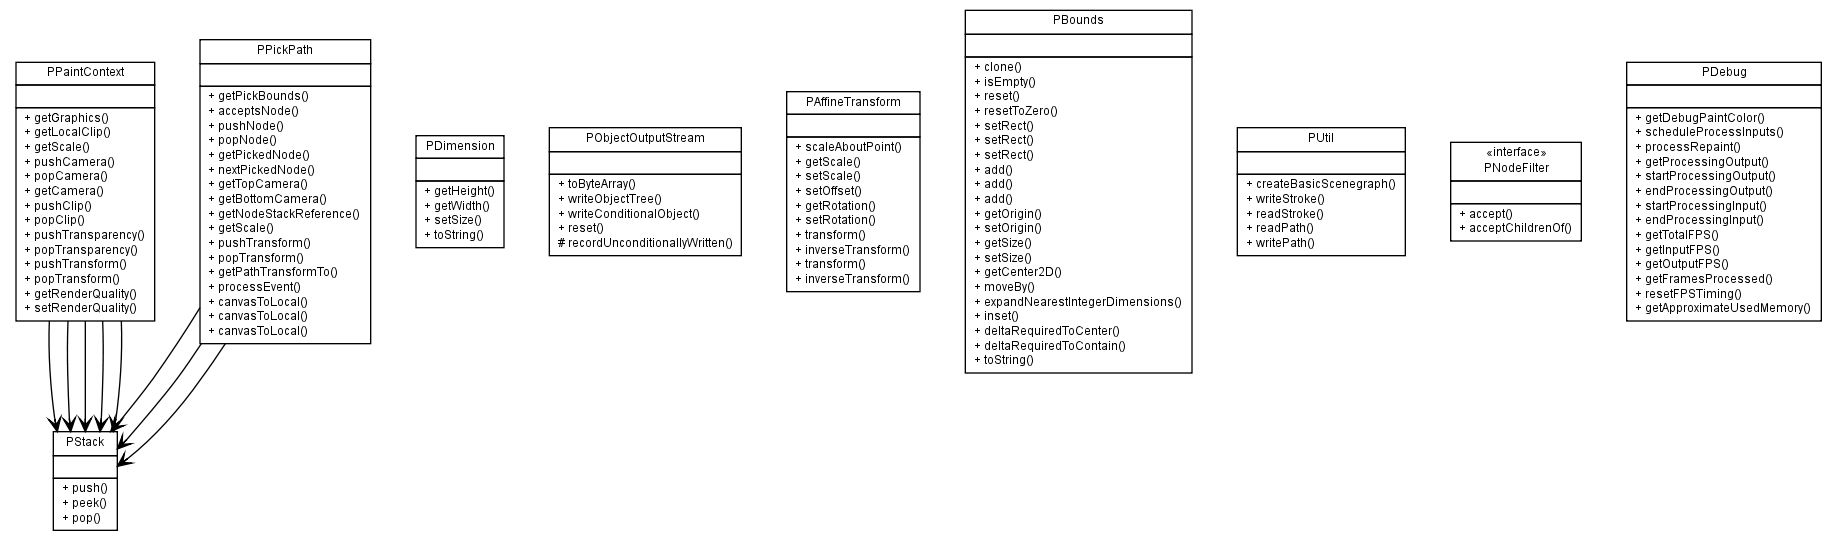 PPaintContext
+ getGraphics()
+ getLocalClip()
+ getScale()
+ pushCamera()
+ popCamera()
+ getCamera()
+ pushClip()
+ popClip()
+ pushTransparency()
+ popTransparency()
+ pushTransform()
+ popTransform()
+ getRenderQuality()
+ setRenderQuality()
PPickPath
+ getPickBounds()
+ acceptsNode()
+ pushNode()
+ popNode()
+ getPickedNode()
+ nextPickedNode()
+ getTopCamera()
+ getBottomCamera()
+ getNodeStackReference()
+ getScale()
+ pushTransform()
+ popTransform()
+ getPathTransformTo()
+ processEvent()
+ canvasToLocal()
+ canvasToLocal()
+ canvasToLocal()
PStack
+ push()
+ peek()
+ pop()
PDimension
+ getHeight()
+ getWidth()
+ setSize()
+ toString()
PObjectOutputStream
+ toByteArray()
+ writeObjectTree()
+ writeConditionalObject()
+ reset()
# recordUnconditionallyWritten()
PAffineTransform
+ scaleAboutPoint()
+ getScale()
+ setScale()
+ setOffset()
+ getRotation()
+ setRotation()
+ transform()
+ inverseTransform()
+ transform()
+ inverseTransform()
PBounds
+ clone()
+ isEmpty()
+ reset()
+ resetToZero()
+ setRect()
+ setRect()
+ setRect()
+ add()
+ add()
+ add()
+ getOrigin()
+ setOrigin()
+ getSize()
+ setSize()
+ getCenter2D()
+ moveBy()
+ expandNearestIntegerDimensions()
+ inset()
+ deltaRequiredToCenter()
+ deltaRequiredToContain()
+ toString()
PUtil
+ createBasicScenegraph()
+ writeStroke()
+ readStroke()
+ readPath()
+ writePath()
«interface»
PNodeFilter
+ accept()
+ acceptChildrenOf()
PDebug
+ getDebugPaintColor()
+ scheduleProcessInputs()
+ processRepaint()
+ getProcessingOutput()
+ startProcessingOutput()
+ endProcessingOutput()
+ startProcessingInput()
+ endProcessingInput()
+ getTotalFPS()
+ getInputFPS()
+ getOutputFPS()
+ getFramesProcessed()
+ resetFPSTiming()
+ getApproximateUsedMemory()